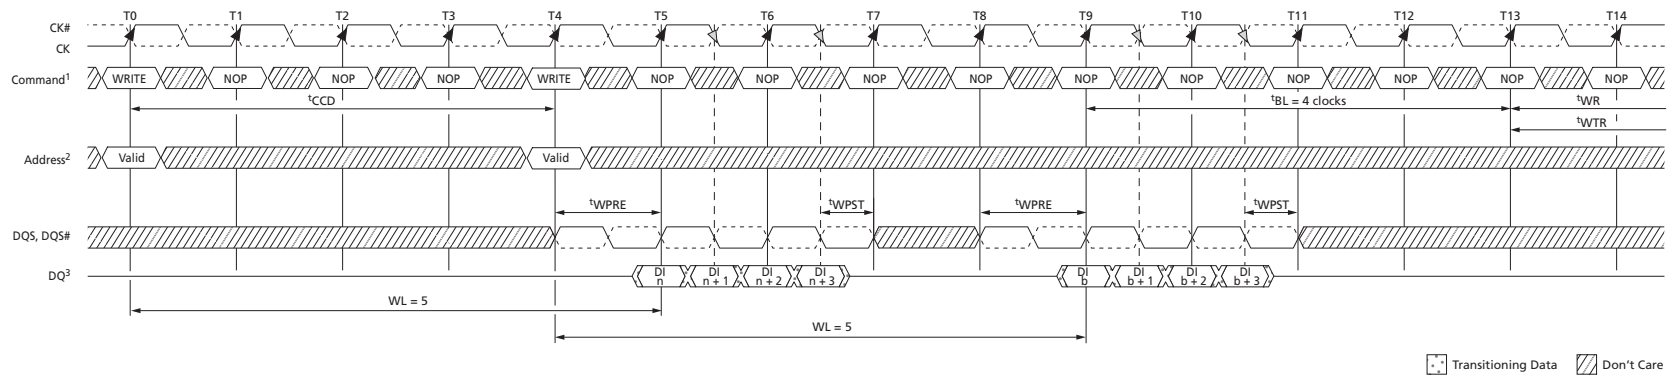 T0 T1 T2 T3 T4 T5 T6 T7 T8 T9 T10 T11 T12 T13 T14
CK#
CK
Command1 WRITE NOP NOP NOP WRITE NOP NOP NOP NOP NOP NOP NOP NOP NOP NOP
tCCD tBL = 4 clocks tWR
tWTR
Address2 Valid Valid
tWPRE tWPST tWPRE tWPST
DQS, DQS#
DQ3 DI n DI n + 1 DI n + 2 DI n + 3 DI b DI b + 1 DI b + 2 DI b + 3
WL = 5
WL = 5
Transitioning Data Don't Care